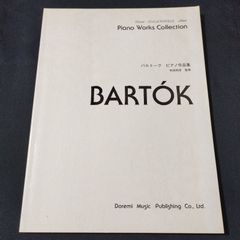 Piano Works Collection
バルトーク ピアノ作品集
BARTÓK
Doremi Music Publishing Co., Ltd.